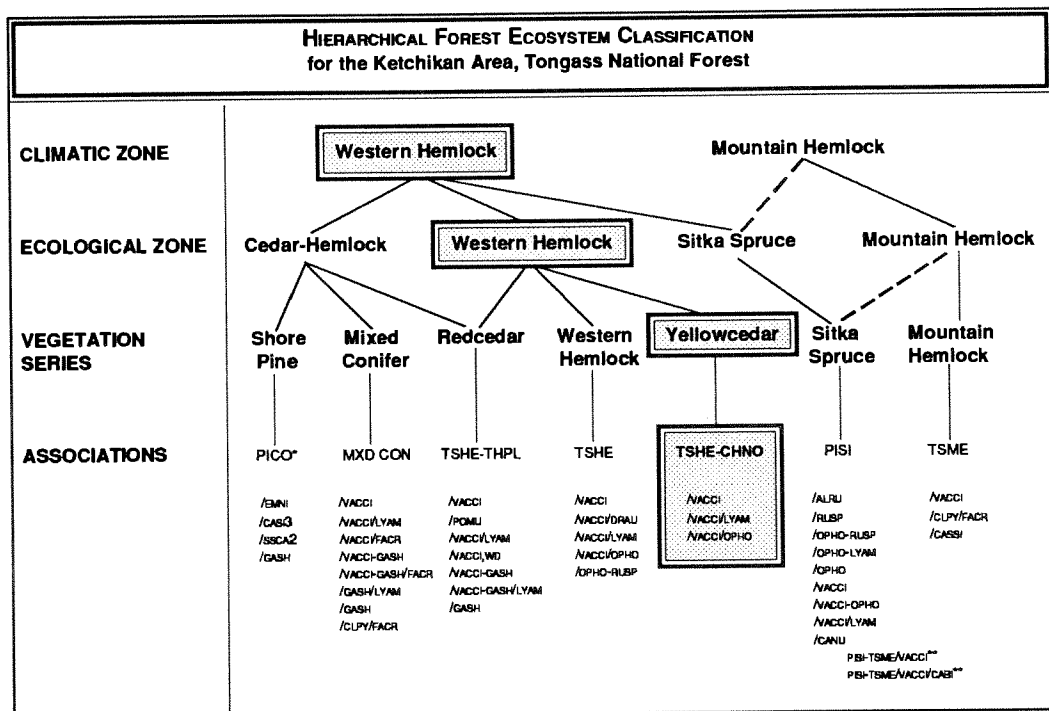 HIERARCHICAL FOREST ECOSYSTEM CLASSIFICATION
for the Ketchikan Area, Tongass National Forest
CLIMATIC ZONE
Western Hemlock
Mountain Hemlock
ECOLOGICAL ZONE
Cedar-Hemlock
Western Hemlock
Sitka Spruce
Mountain Hemlock
VEGETATION
SERIES
Shore
Pine
Mixed
Conifer
Redcedar
Western
Hemlock
Yellowcedar
Sitka
Spruce
Mountain
Hemlock
ASSOCIATIONS
PICO*
/EMNI
/CASI3
/SSCA2
/GASH
MXD CON
/VACCI
/VACCI/LYAM
/VACCI/FACR
/VACCI-GASH
/VACCI-GASH/FACR
/GASH/LYAM
/GASH
/CLPY/FACR
TSHE-THPL
/VACCI
/POMU
/VACCI/LYAM
/VACCI,WD
/VACCI-GASH
/VACCI-GASH/LYAM
/GASH
TSHE
/VACCI
/VACCI/DRAU
/VACCI/LYAM
/VACCI/OPHO
/OPHO-RUSP
TSHE-CHNO
/VACCI
/VACCI/LYAM
/VACCI/OPHO
PISI
/ALRU
/RUSP
/OPHO-RUSP
/OPHO-LYAM
/OPHO
/VACCI
/VACCI-OPHO
/VACCI/LYAM
/CANU
PISI-TSME/VACCI**
PISI-TSME/VACCI/CABI**
TSME
/VACCI
/CLPY/FACR
/CASSI